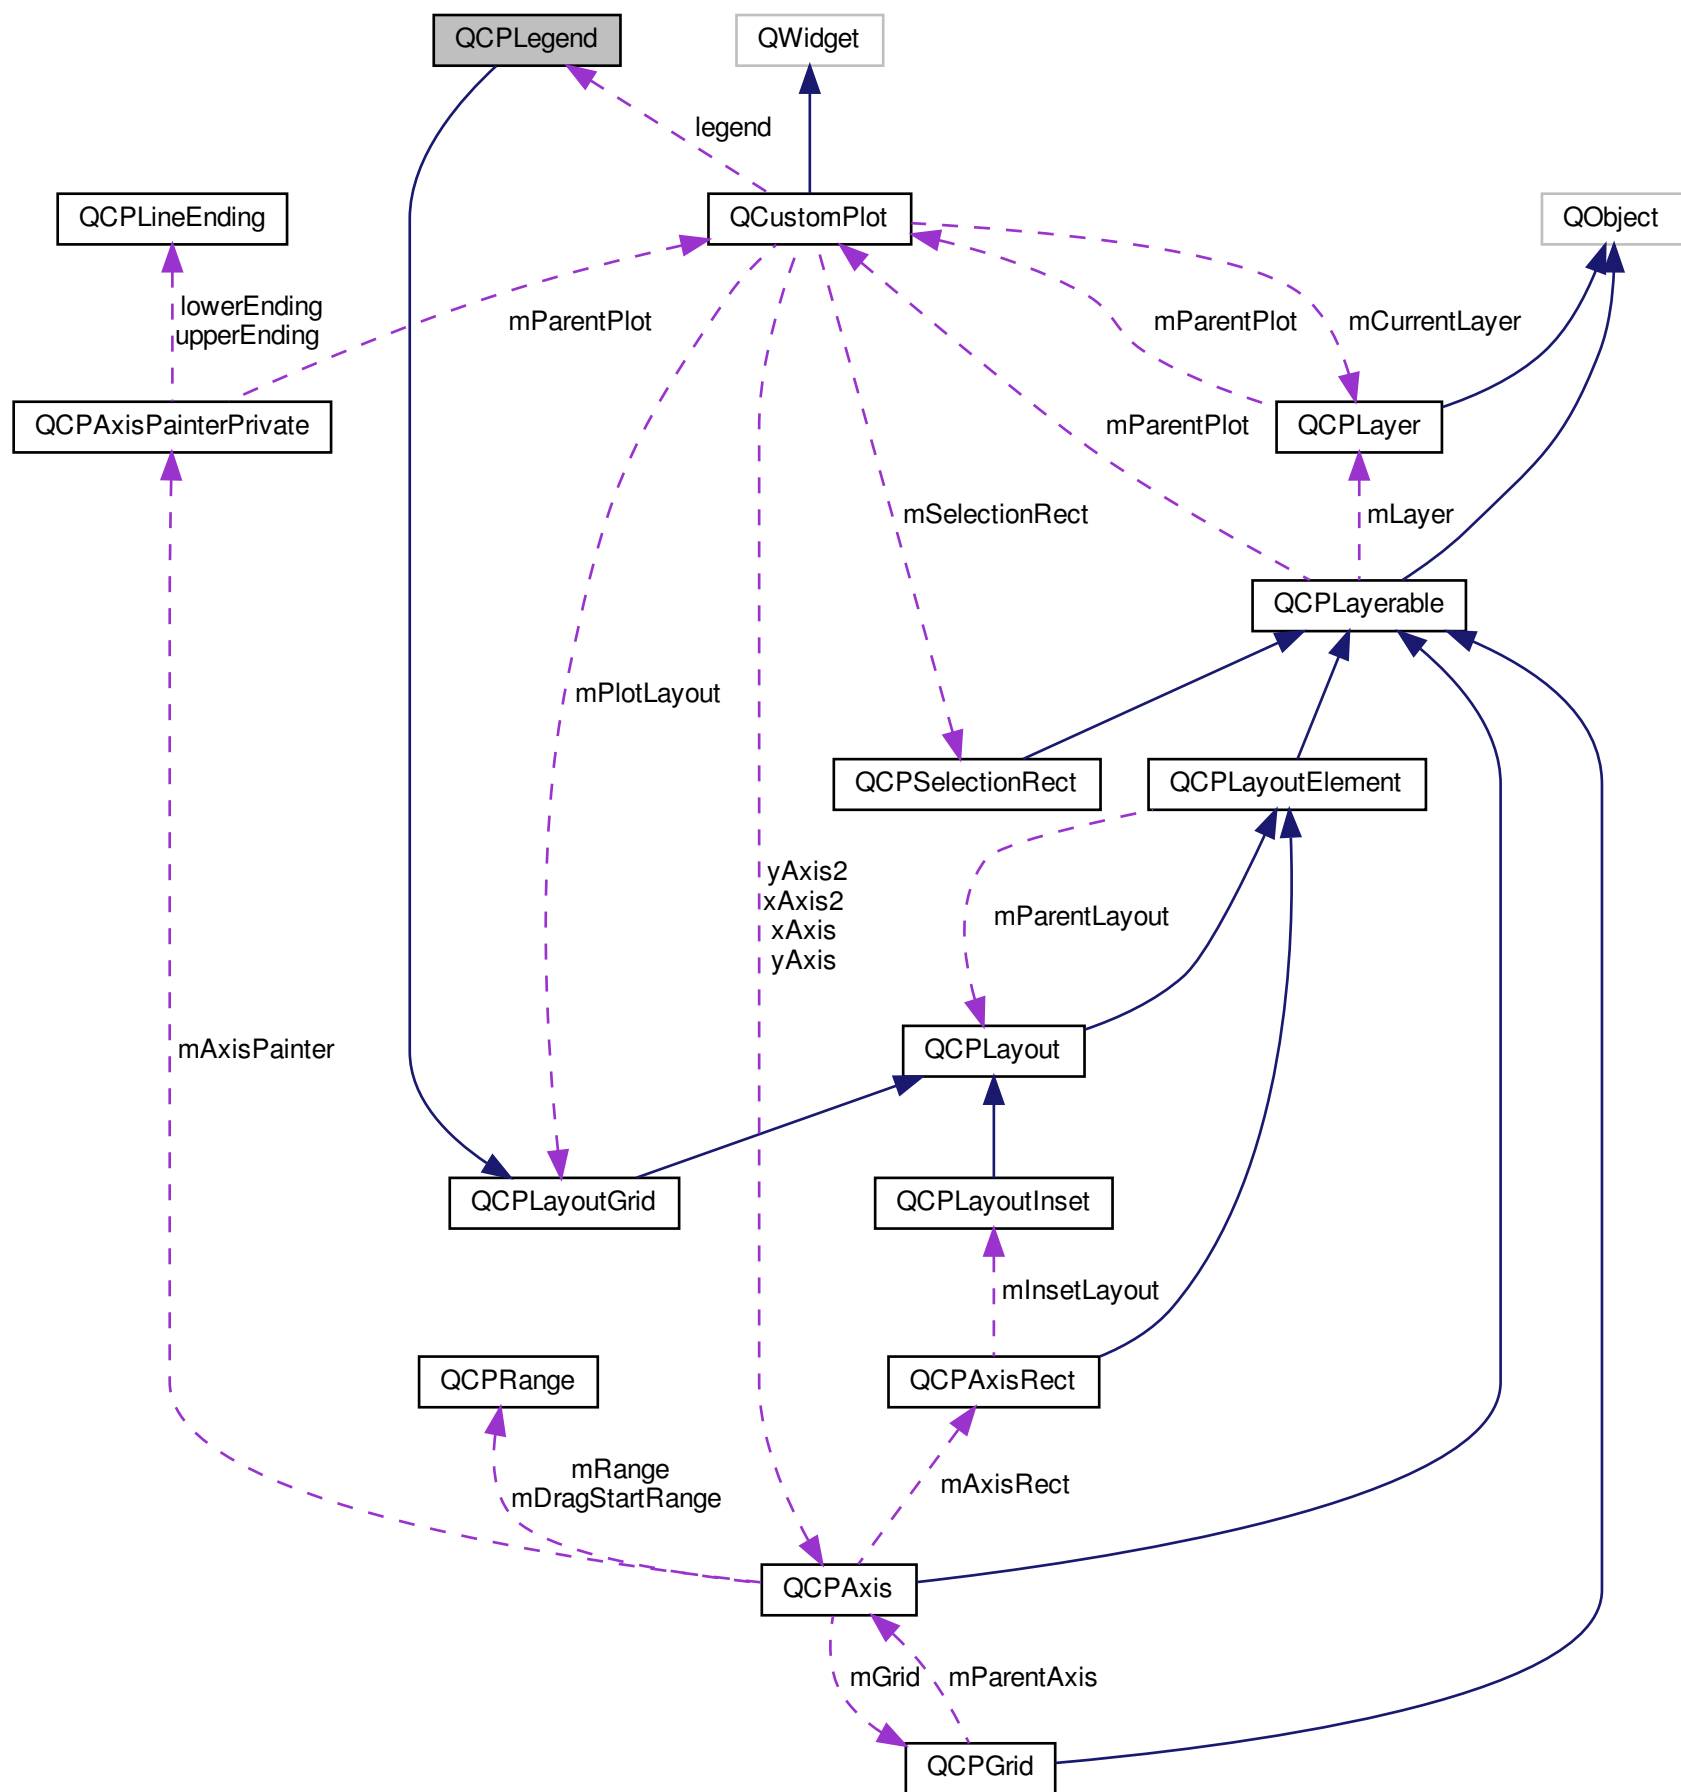 QCPLegend
QWidget
legend
QCPLineEnding
QCustomPlot
QObject
lowerEnding
upperEnding
mParentPlot
mParentPlot
mCurrentLayer
QCPAxisPainterPrivate
mParentPlot
QCPLayer
mSelectionRect
mLayer
QCPLayerable
mPlotLayout
QCPSelectionRect
QCPLayoutElement
yAxis2
xAxis2
xAxis
yAxis
mParentLayout
mAxisPainter
QCPLayout
QCPLayoutGrid
QCPLayoutInset
mInsetLayout
QCPRange
QCPAxisRect
mRange
mDragStartRange
mAxisRect
QCPAxis
mGrid
mParentAxis
QCPGrid